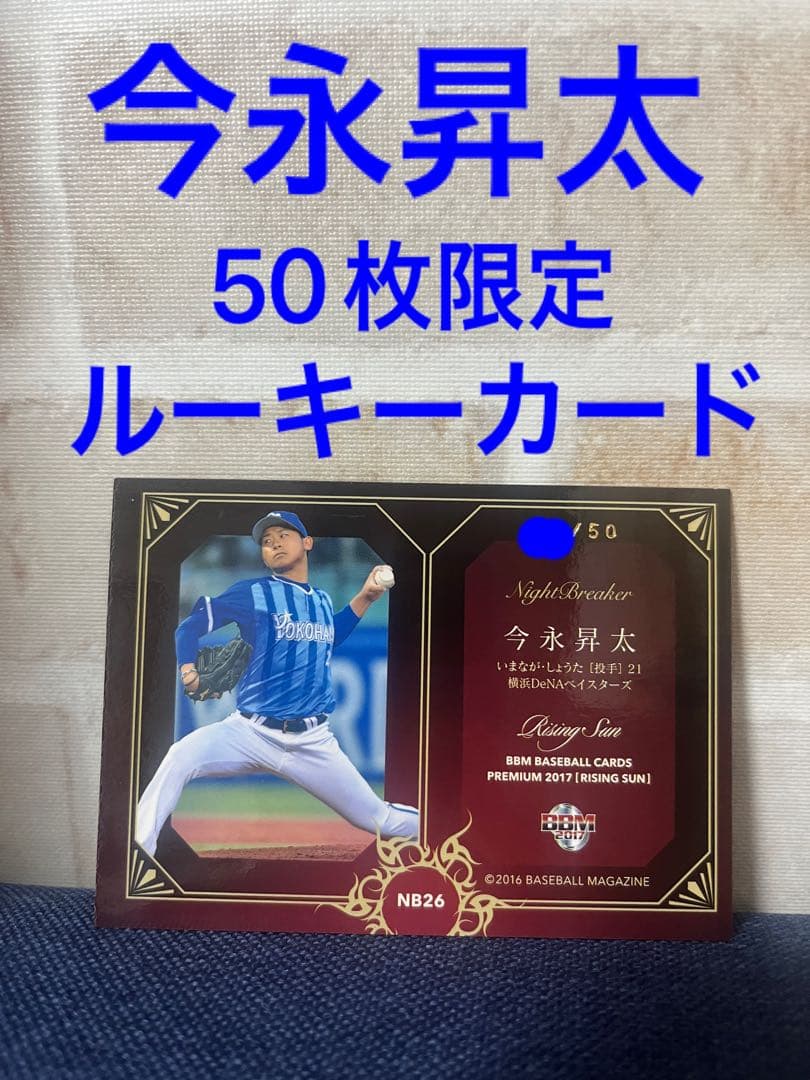 今永昇太
50枚限定
ルーキーカード
/50
NightBreaker
今永昇太
いまなが・しょうた［投手］21
横浜DeNAベイスターズ
Rising Sun
BBM BASEBALL CARDS
PREMIUM 2017 [RISING SUN]
BBM
2017
©2016 BASEBALL MAGAZINE
NB26
YOKOHA